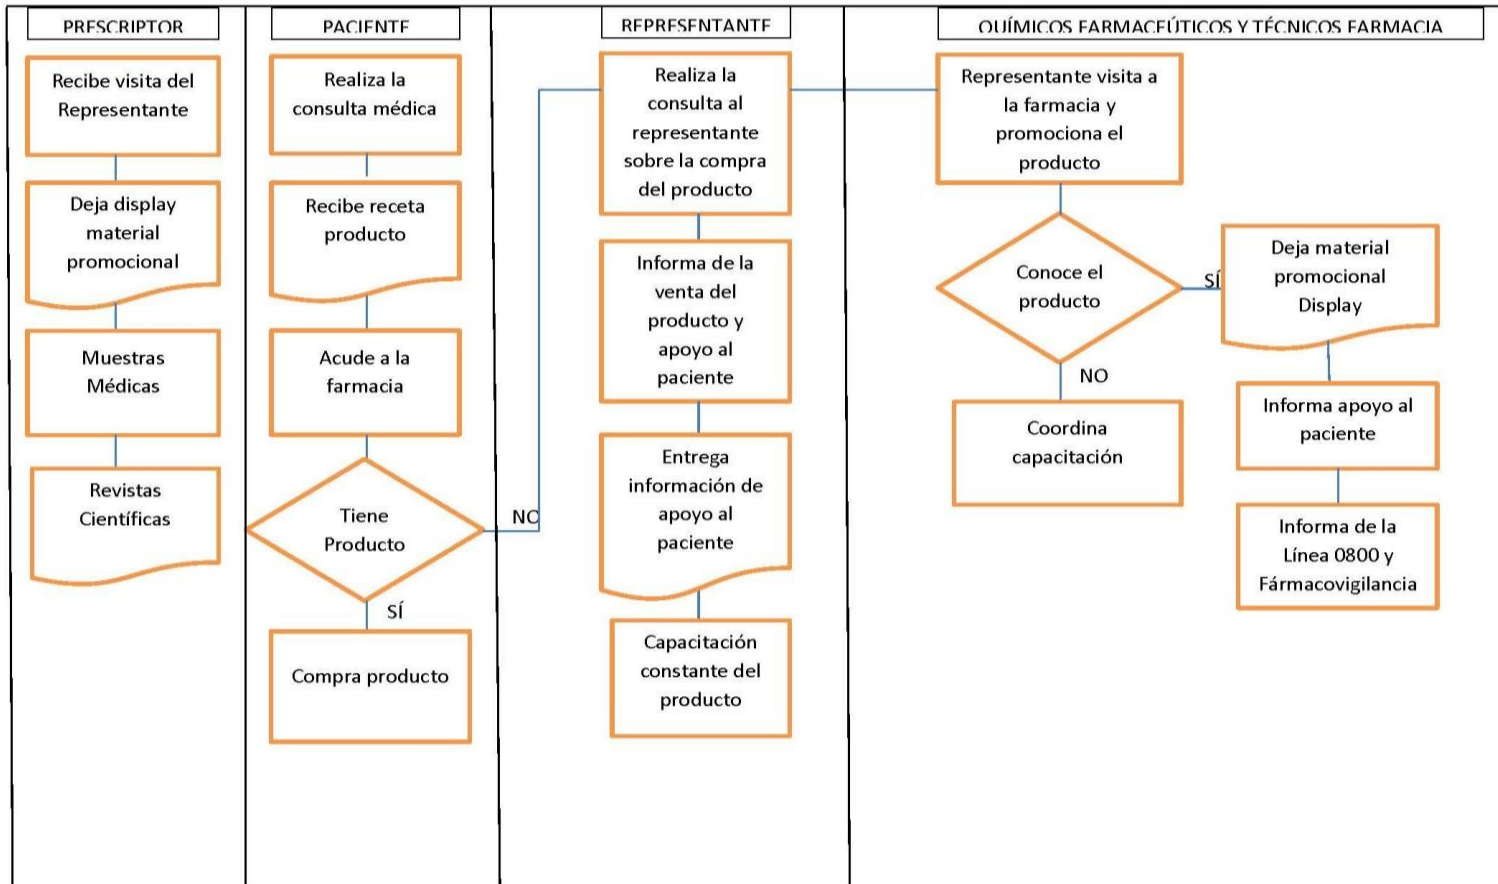 PRESCRIPTOR
Recibe visita del
Representante
Deja display
material
promocional
Muestras
Médicas
Revistas
Científicas
PACIENTE
Realiza la
consulta médica
Recibe receta
producto
Acude a la
farmacia
Tiene
Producto
NO
SÍ
Compra producto
REPRESENTANTE
Realiza la
consulta al
representante
sobre la compra
del producto
Informa de la
venta del
producto y
apoyo al
paciente
Entrega
información de
apoyo al
paciente
Capacitación
constante del
producto
QUÍMICOS FARMACEÚTICOS Y TÉCNICOS FARMACIA
Representante visita a
la farmacia y
promociona el
producto
Conoce el
producto
SÍ
NO
Coordina
capacitación
Deja material
promocional
Display
Informa apoyo al
paciente
Informa de la
Línea 0800 y
Fármacovigilancia